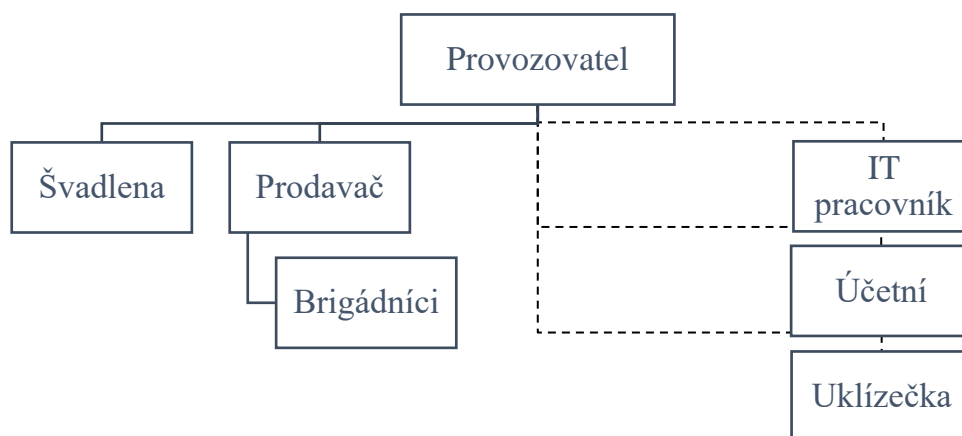 Provozovatel
Švadlena
Prodavač
IT
pracovník
Brigádníci
Účetní
Uklízečka